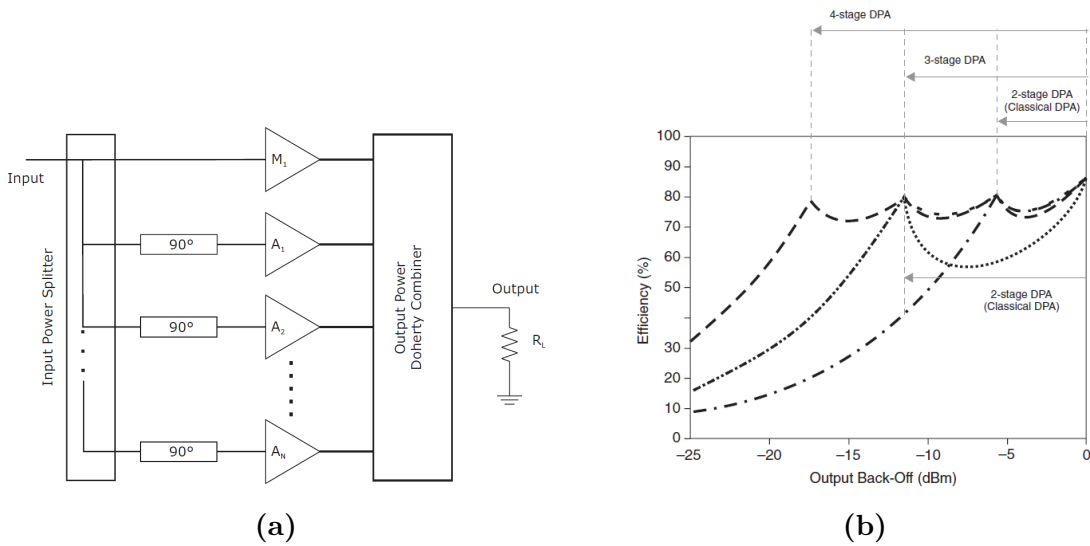 Input Power Splitter
Input
M1
90° A1
90° A2
90° AN
Output Power
Doherty Combiner
Output
RL
(a)
4-stage DPA
3-stage DPA
2-stage DPA
(Classical DPA)
Efficiency (%)
100
90
80
70
60
50
30
20
10
0
2-stage DPA
(Classical DPA)
–25 –20 –15 –10 –5 0
Output Back-Off (dBm)
(b)